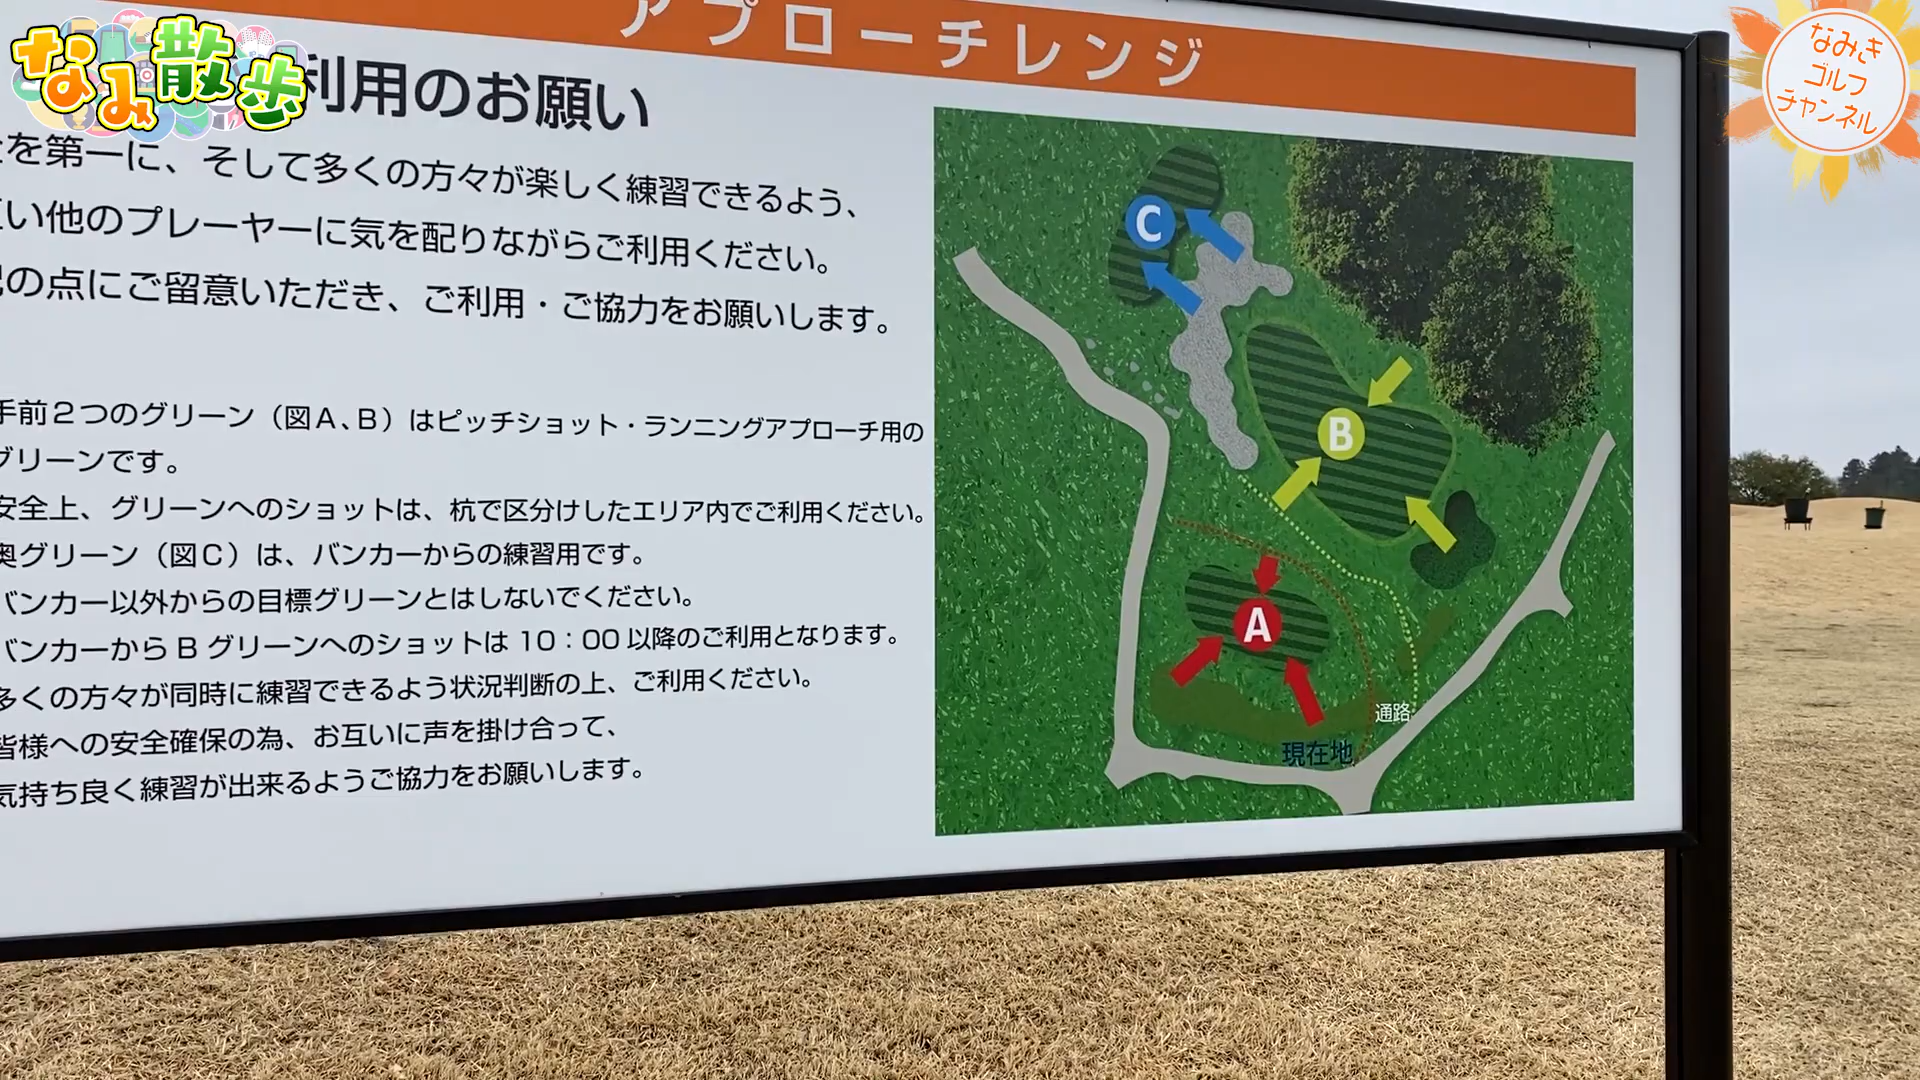 なみ散歩
なみき
ゴルフ
チャンネル
アプローチレンジ
利用のお願い
を第一に、そして多くの方々が楽しく練習できるよう、
い他のプレーヤーに気を配りながらご利用ください。
の点にご留意いただき、ご利用・ご協力をお願いします。
手前2つのグリーン（図A、B）はピッチショット・ランニングアプローチ用の
グリーンです。
安全上、グリーンへのショットは、杭で区分けしたエリア内でご利用ください。
奥グリーン（図C）は、バンカーからの練習用です。
バンカー以外からの目標グリーンとはしないでください。
バンカーから B グリーンへのショットは 10：00 以降のご利用となります。
多くの方々が同時に練習できるよう状況判断の上、ご利用ください。
皆様への安全確保の為、お互いに声を掛け合って、
気持ち良く練習が出来るようご協力をお願いします。
C
B
A
通路
現在地